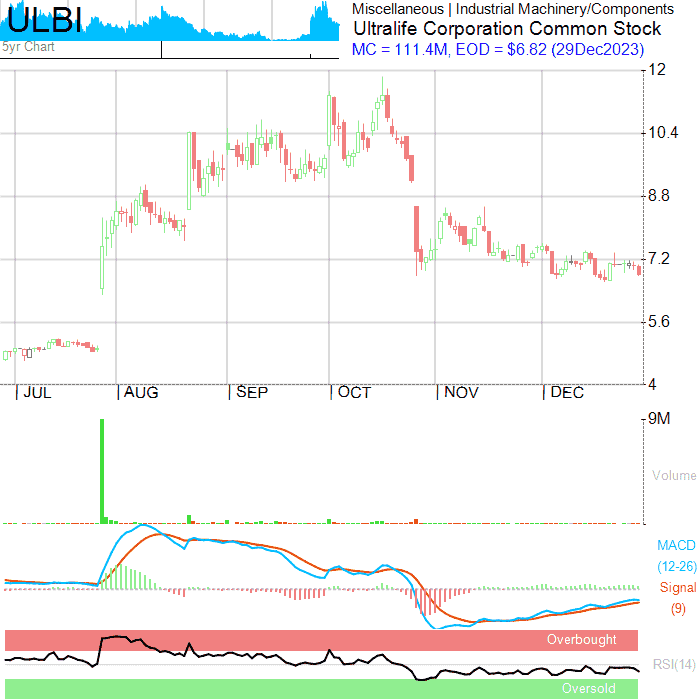 ULBI
5yr Chart
Miscellaneous | Industrial Machinery/Components
Ultralife Corporation Common Stock
MC = 111.4M, EOD = $6.82 (29Dec2023)
12
10.4
8.8
7.2
5.6
4
JUL AUG SEP OCT NOV DEC
9M
Volume
MACD
(12-26)
Signal
(9)
Overbought
RSI(14)
Oversold